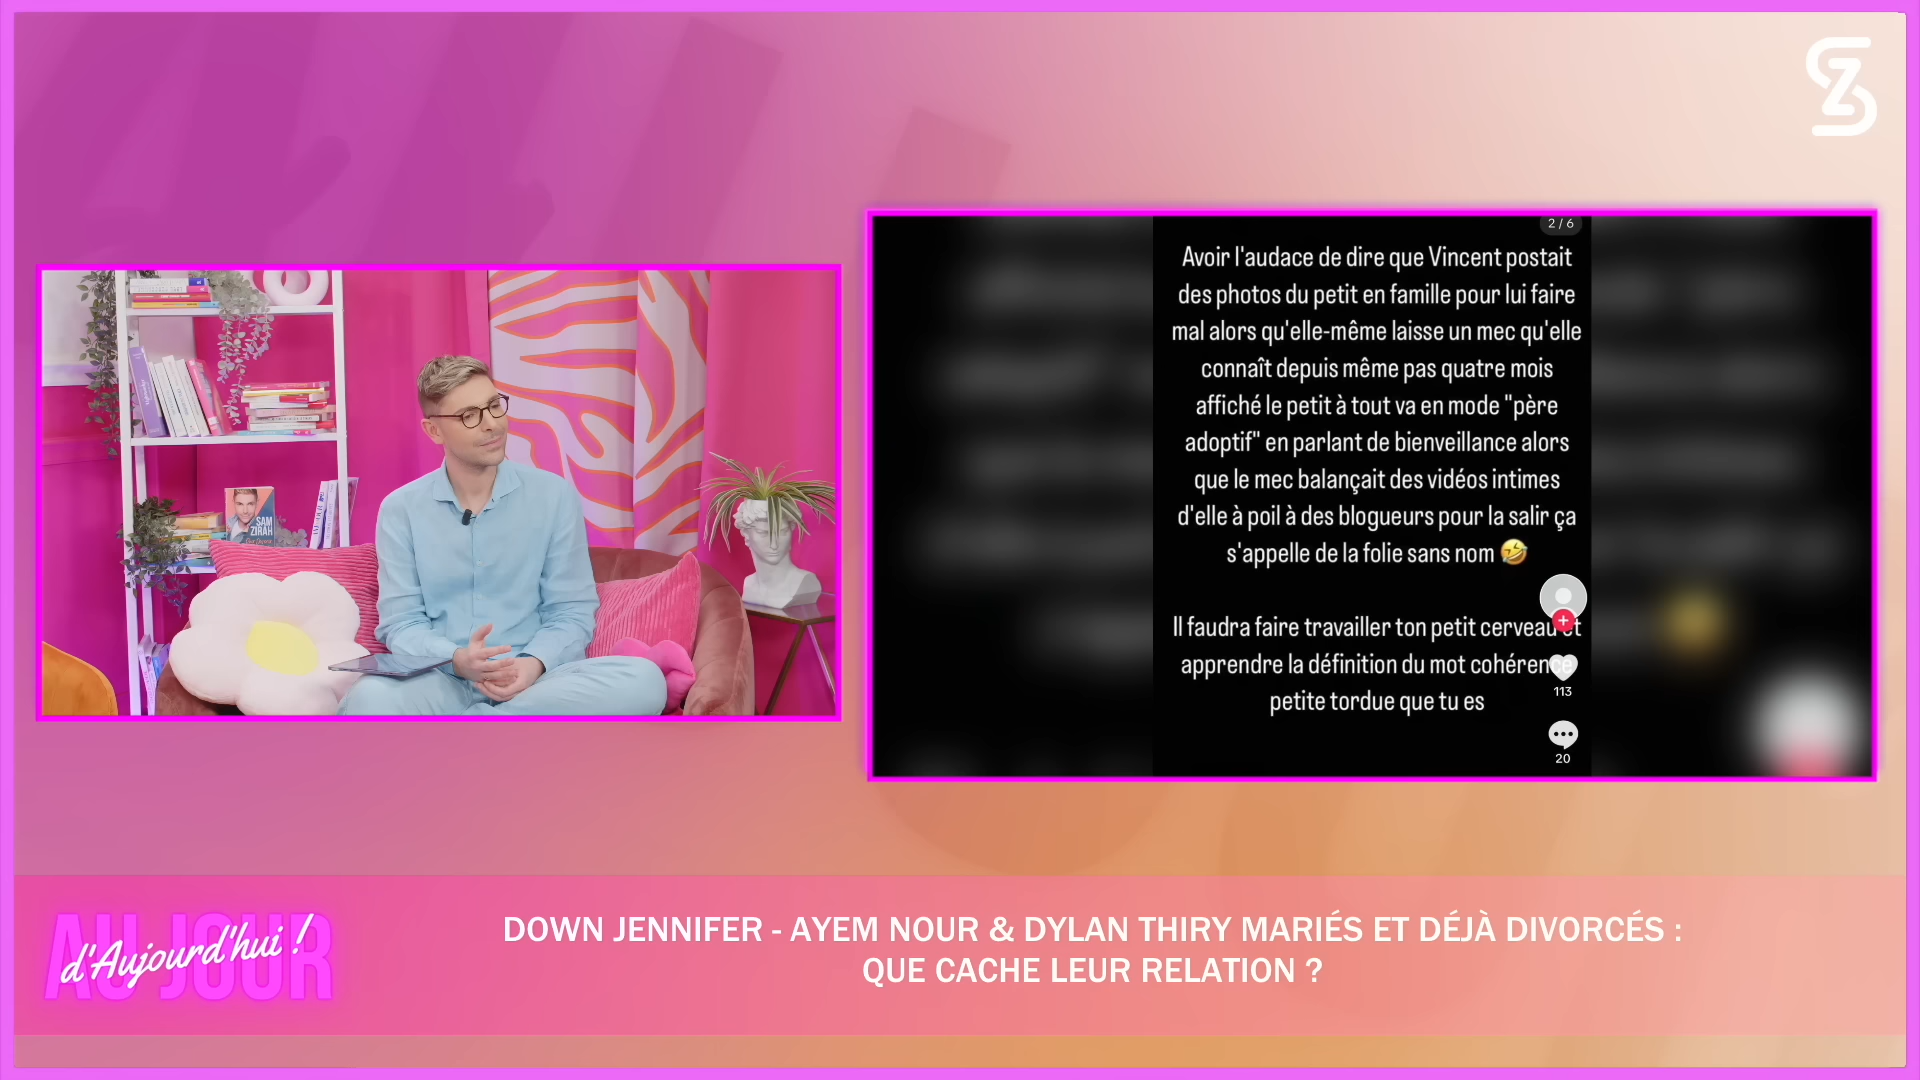 SAM
ZIRAH
2 / 6
Avoir l'audace de dire que Vincent postait
des photos du petit en famille pour lui faire
mal alors qu'elle-même laisse un mec qu'elle
connaît depuis même pas quatre mois
affiché le petit à tout va en mode "père
adoptif" en parlant de bienveillance alors
que le mec balançait des vidéos intimes
d'elle à poil à des blogueurs pour la salir ça
s'appelle de la folie sans nom 🤣
Il faudra faire travailler ton petit cerveau et
apprendre la définition du mot cohérence
petite tordue que tu es
113
20
AU JOUR
d'Aujourd'hui !
DOWN JENNIFER - AYEM NOUR & DYLAN THIRY MARIÉS ET DÉJÀ DIVORCÉS :
QUE CACHE LEUR RELATION ?